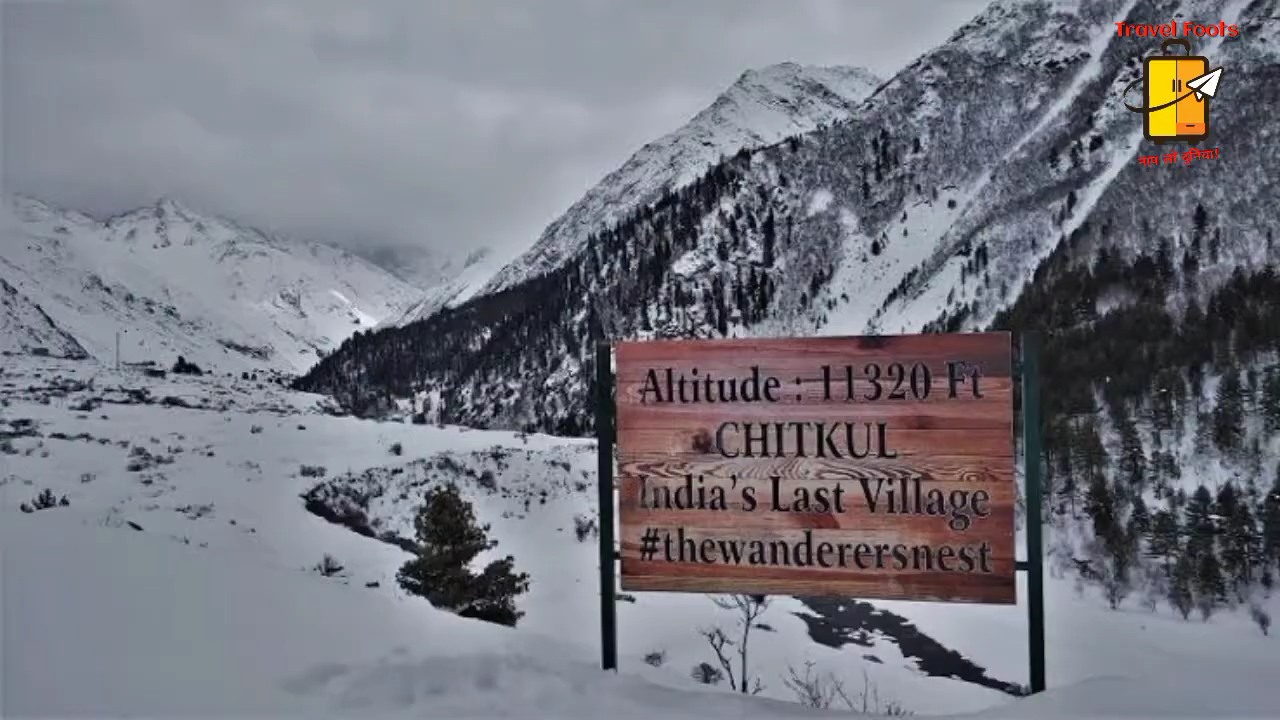 Travel Foots
नाप लो दुनिया!
Altitude : 11320 Ft
CHITKUL
India's Last Village
#thewanderersnest